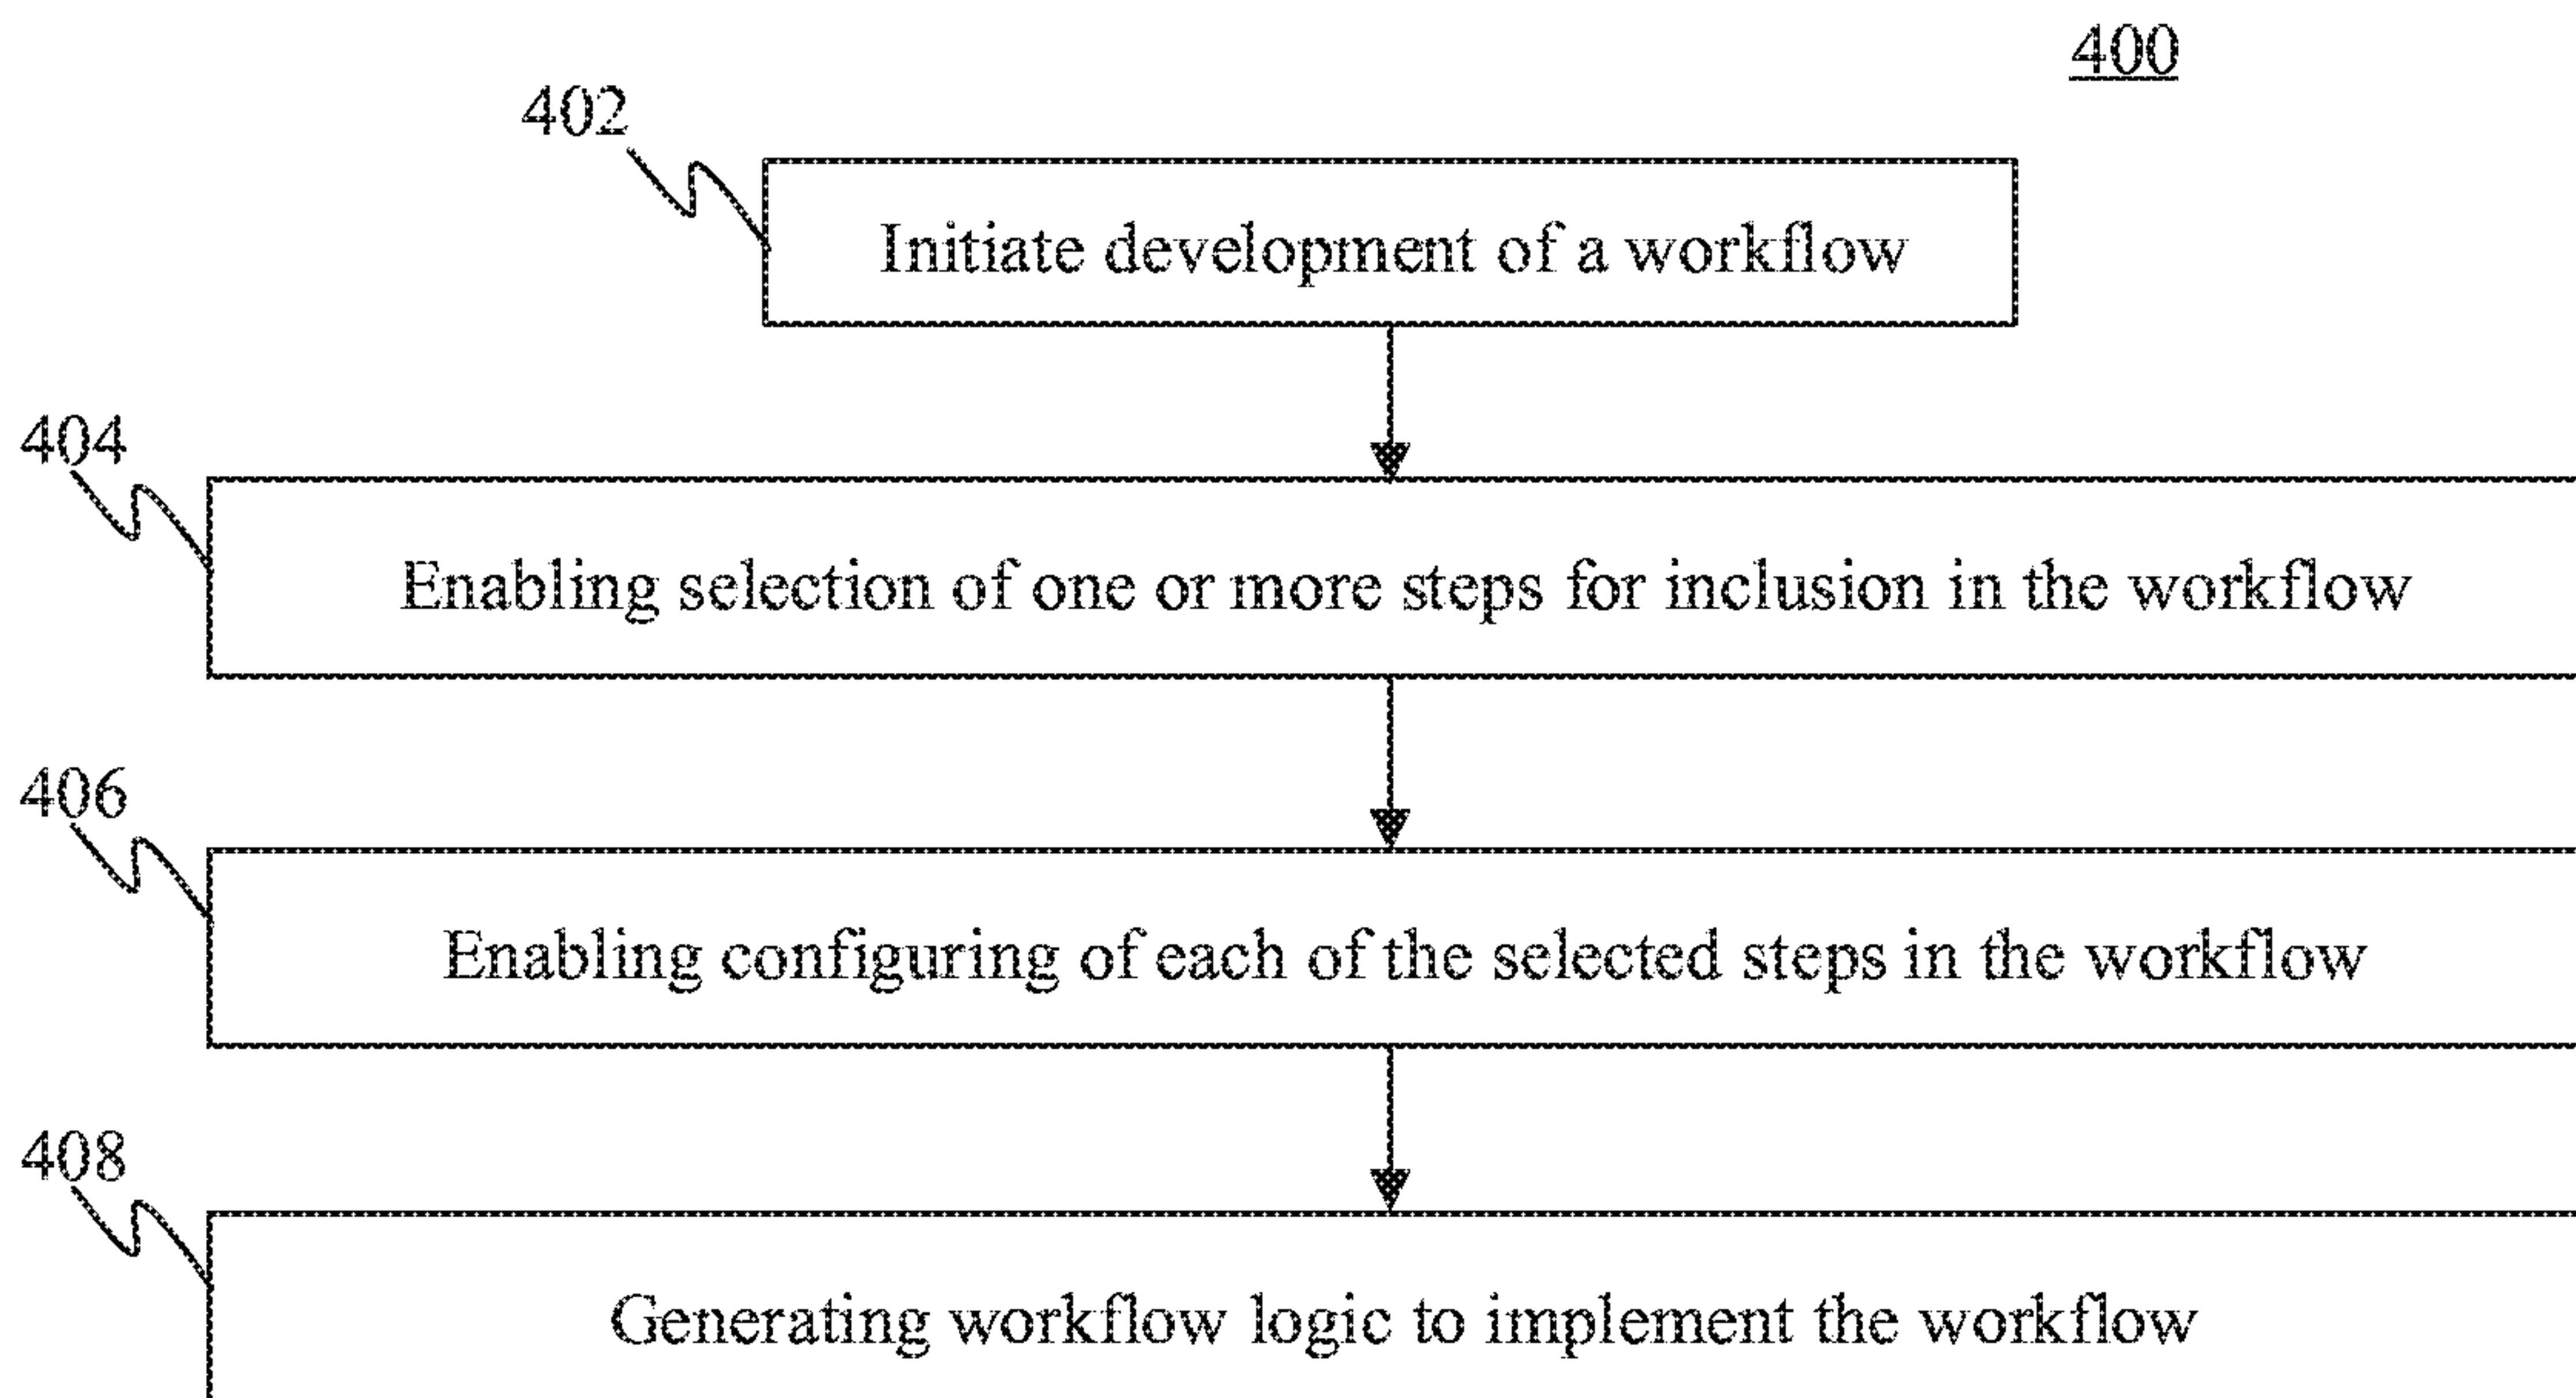 400
402
Initiate development of a workflow
404
Enabling selection of one or more steps for inclusion in the workflow
406
Enabling configuring of each of the selected steps in the workflow
408
Generating workflow logic to implement the workflow